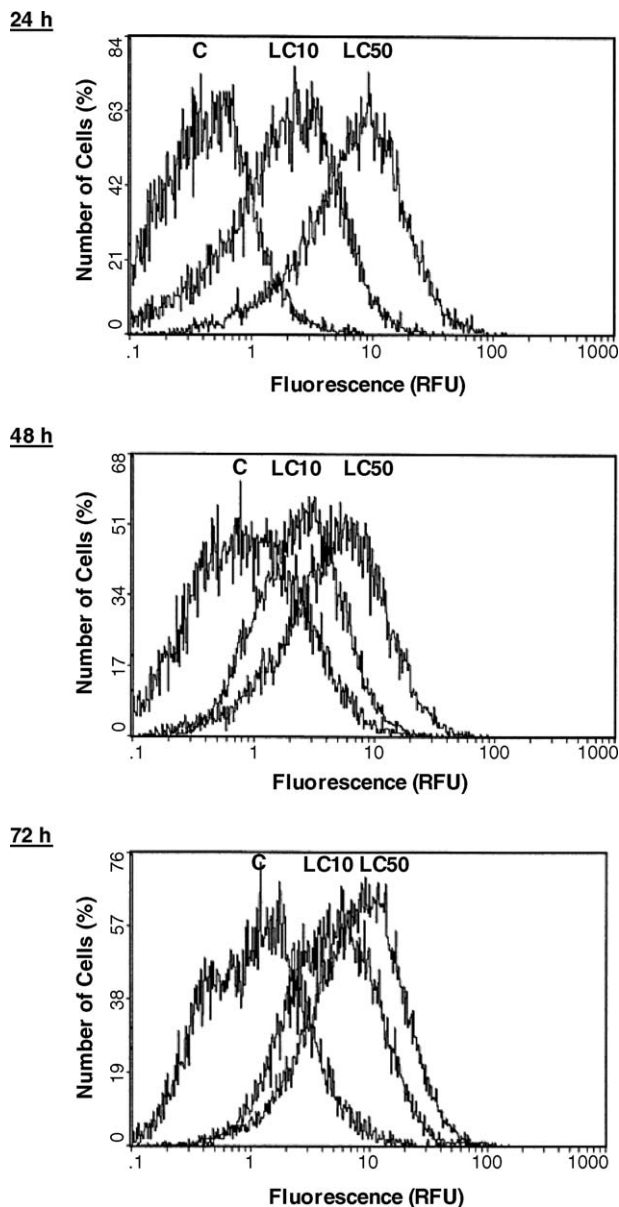 24 h
C LC10 LC50
Number of Cells (%)
84
63
42
21
0
.1 1 10 100 1000
Fluorescence (RFU)
48 h
C LC10 LC50
Number of Cells (%)
68
51
34
17
0
.1 1 10 100 1000
Fluorescence (RFU)
72 h
C LC10 LC50
Number of Cells (%)
76
57
38
19
0
.1 1 10 100 1000
Fluorescence (RFU)